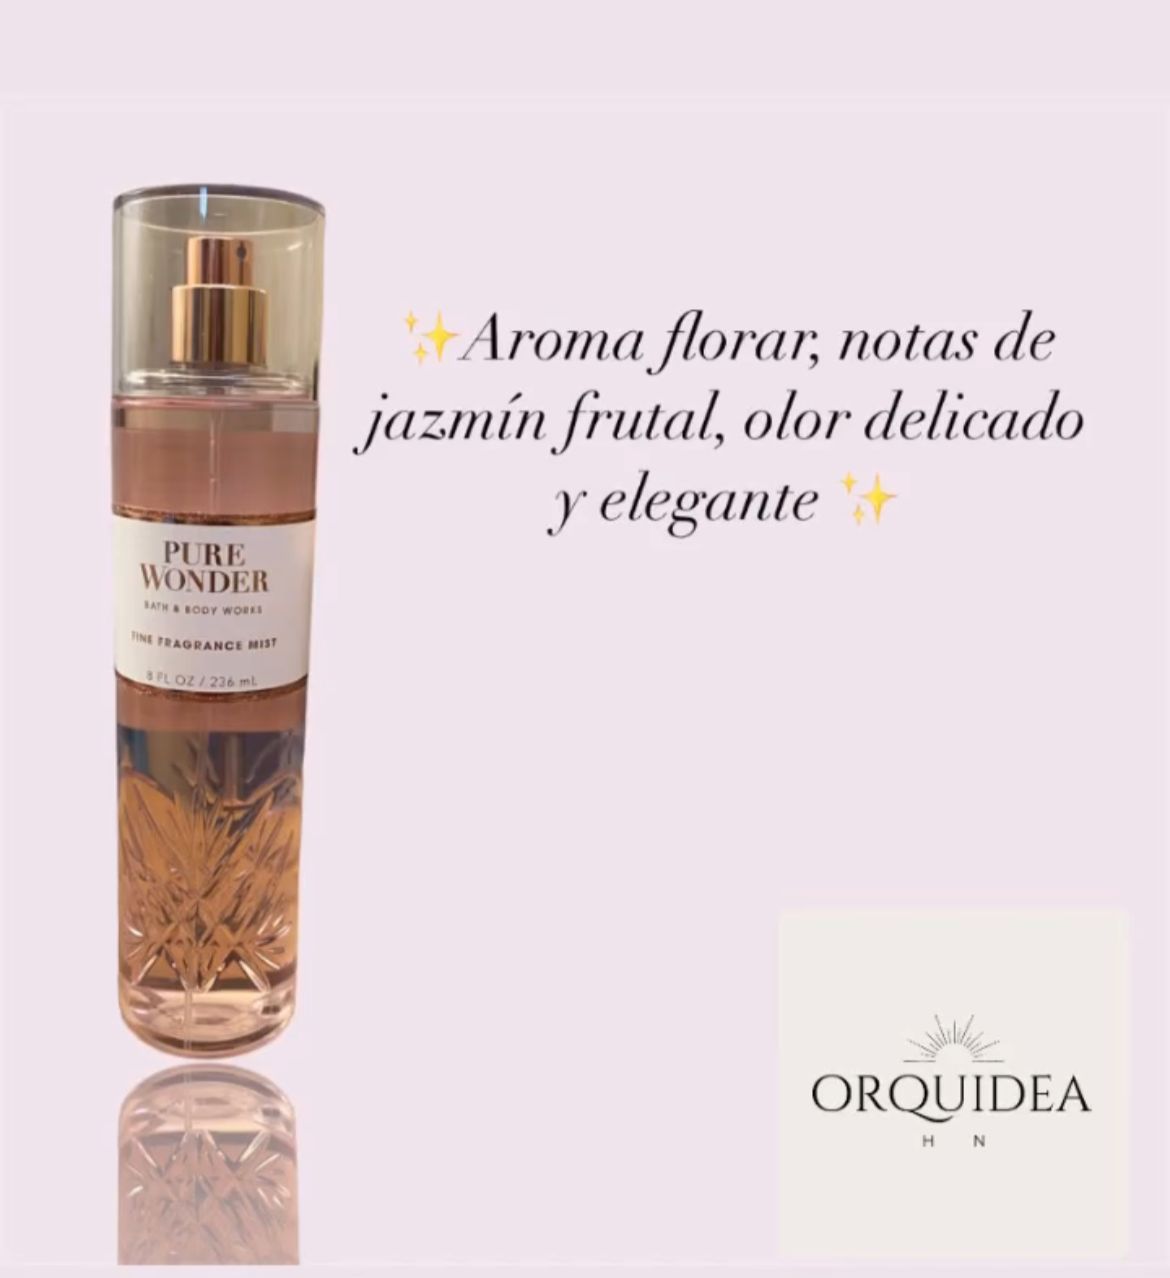 ✨Aroma florar, notas de
jazmín frutal, olor delicado
y elegante ✨
PURE
WONDER
BATH & BODY WORKS
FINE FRAGRANCE MIST
8 FL OZ / 236 mL
ORQUIDEA
H N